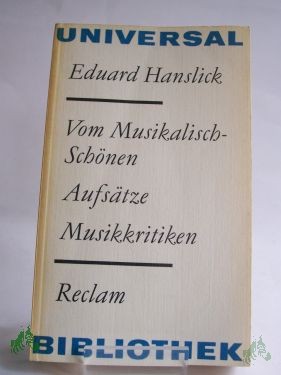 UNIVERSAL
Eduard Hanslick
Vom Musikalisch-
Schönen
Aufsätze
Musikkritiken
Reclam
BIBLIOTHEK